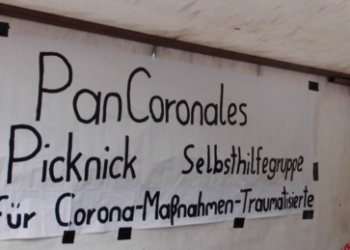 PanCoronales
Picknick Selbsthilfegruppe
für Corona-Maßnahmen-Traumatisierte